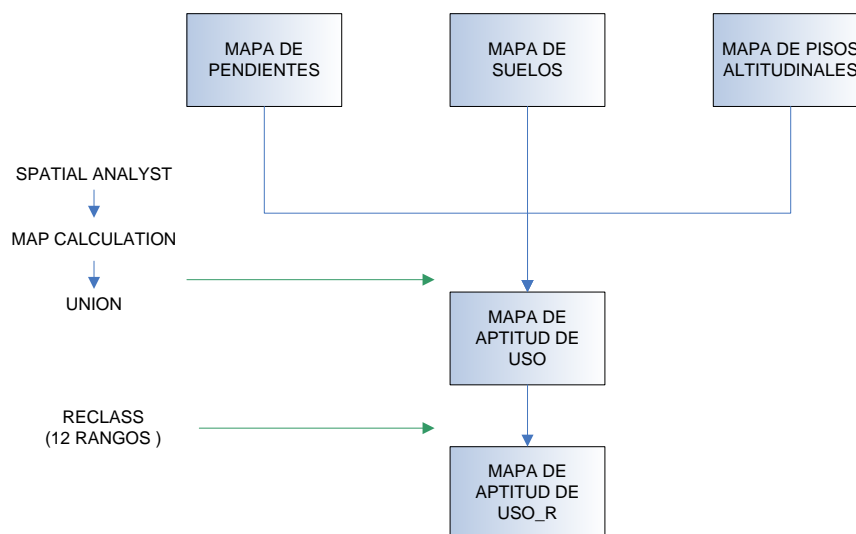 MAPA DE
PENDIENTES
MAPA DE
SUELOS
MAPA DE PISOS
ALTITUDINALES
SPATIAL ANALYST
MAP CALCULATION
UNION
MAPA DE
APTITUD DE
USO
RECLASS
(12 RANGOS )
MAPA DE
APTITUD DE
USO_R